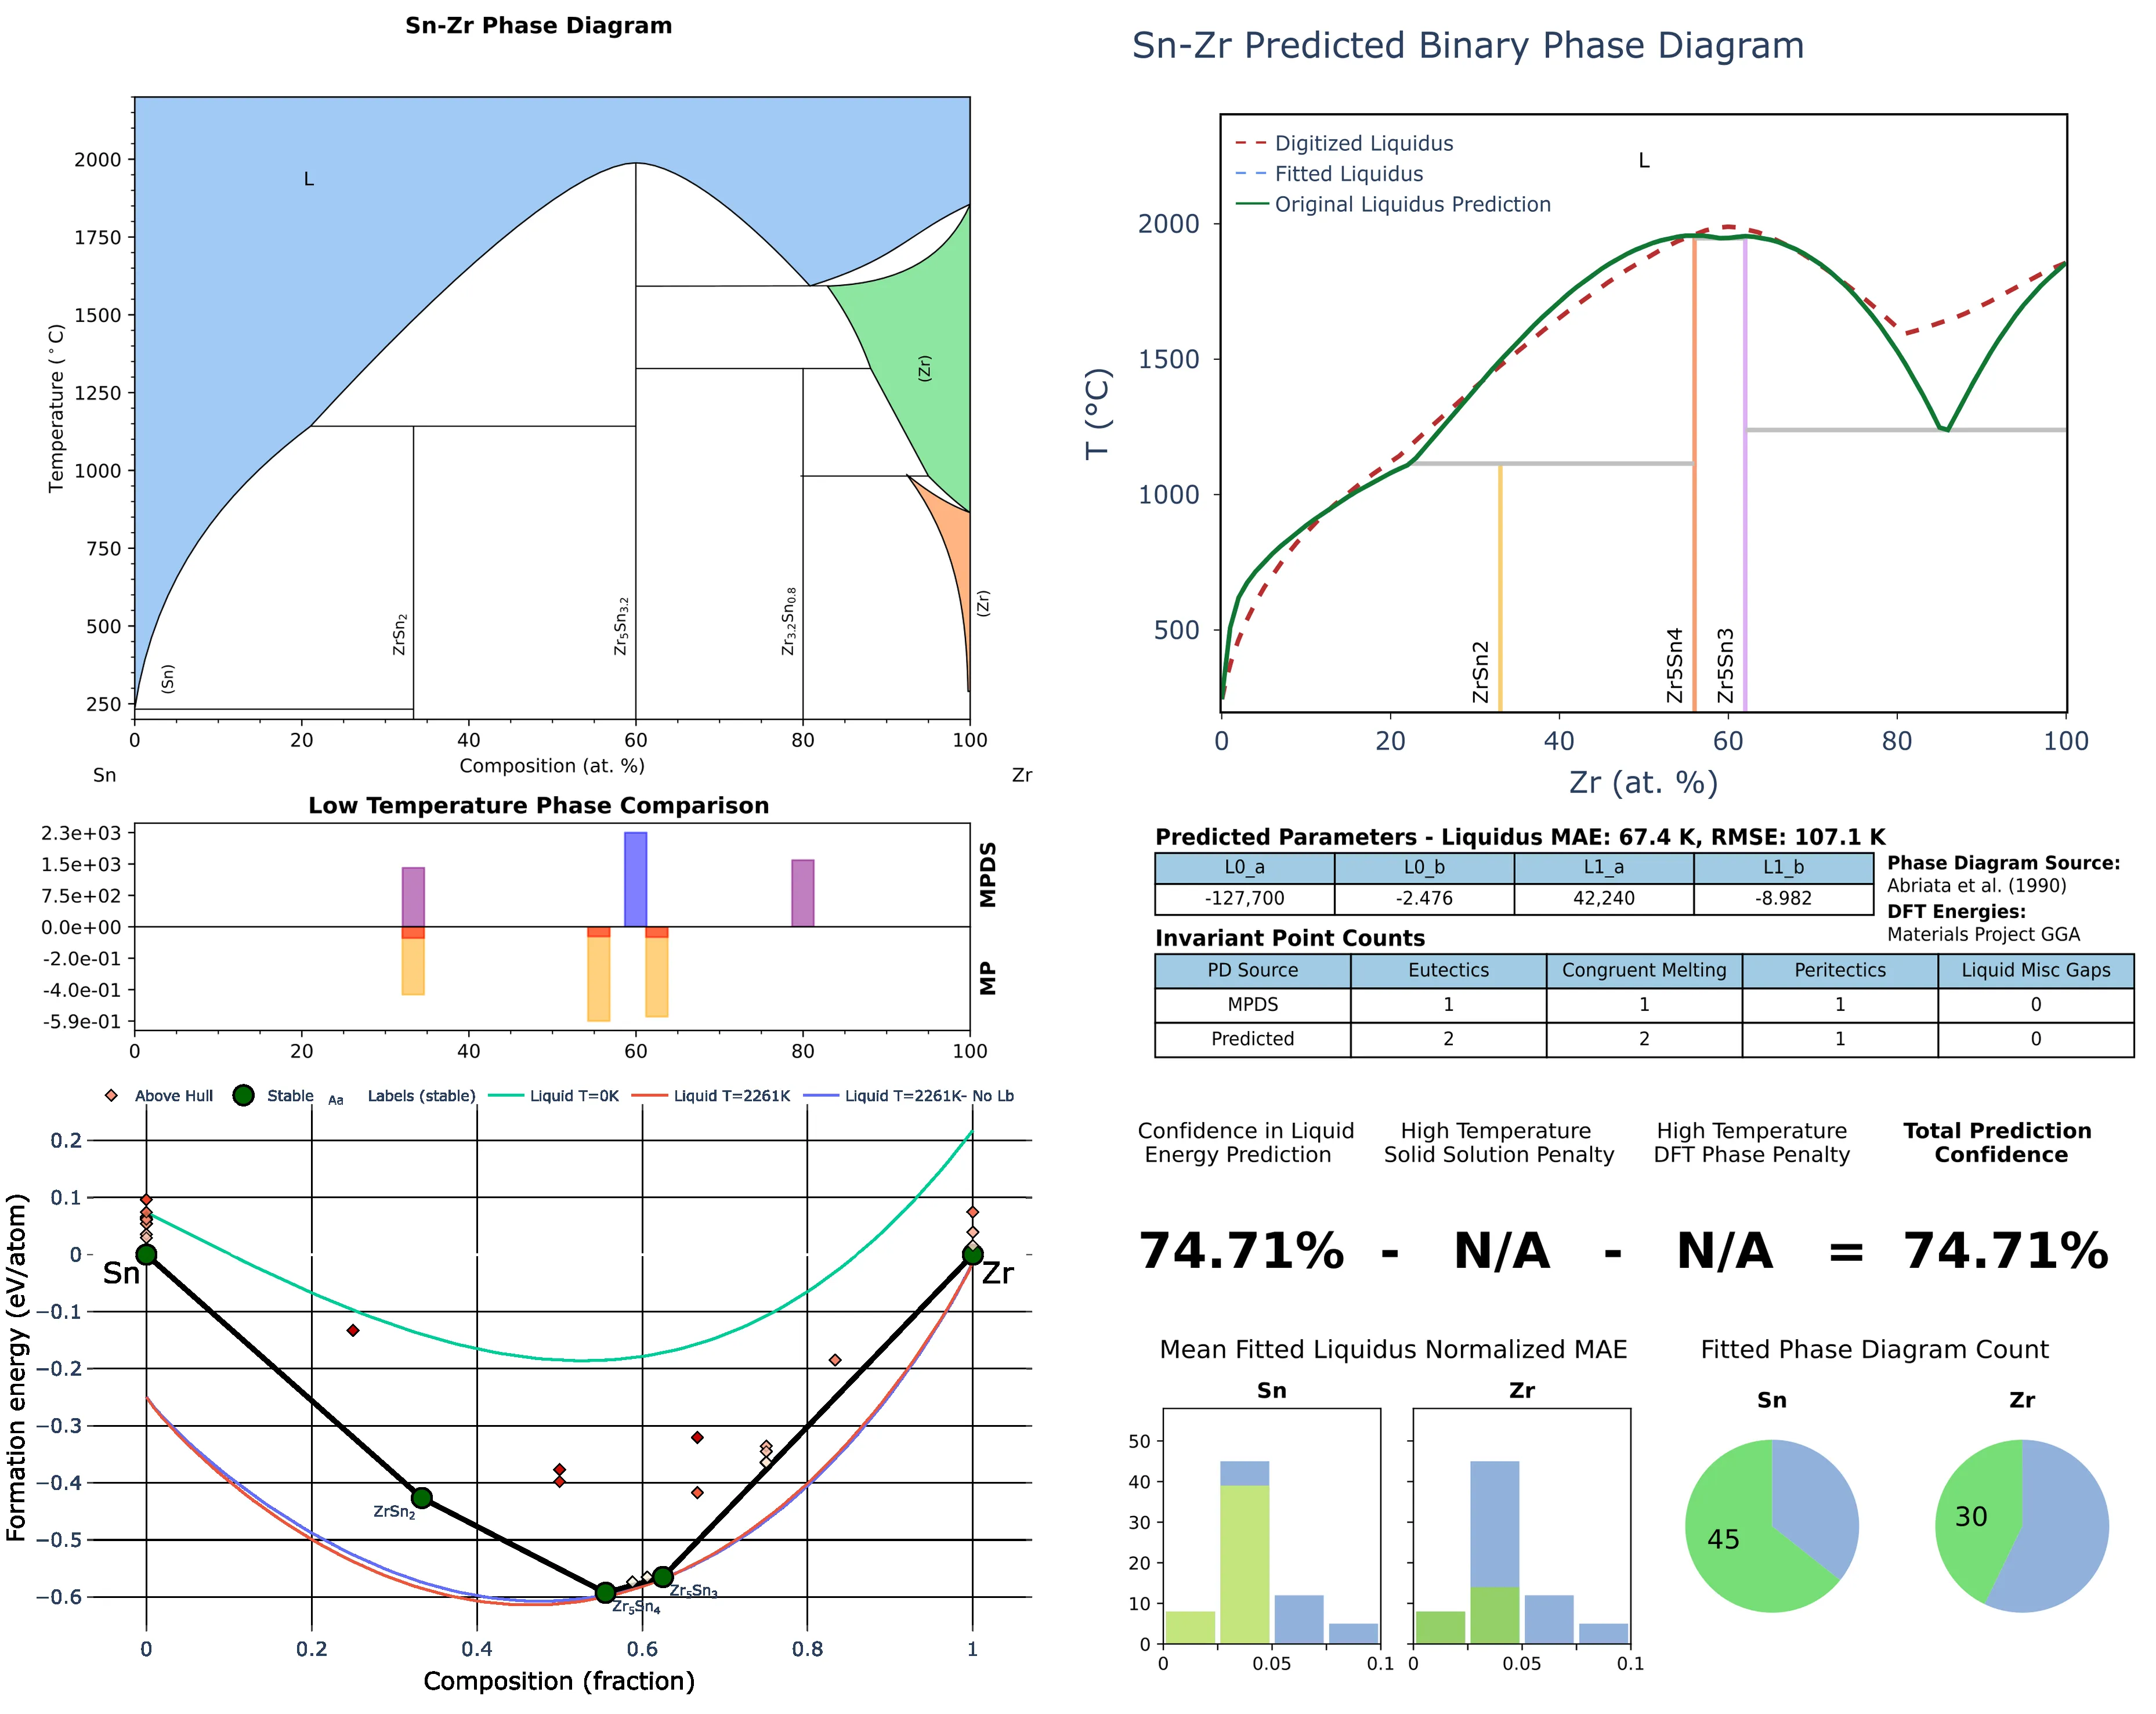 Sn-Zr Phase Diagram
Temperature (°C)
2000
1750
1500
1250
1000
750
500
250
L
(Sn)
ZrSn2
Zr5Sn3.2
Zr3.2Sn0.8
(Zr)
(Zr)
0 20 40 60 80 100
Composition (at. %)
Sn Zr
Low Temperature Phase Comparison
2.3e+03
1.5e+03
7.5e+02
0.0e+00
-2.0e-01
-4.0e-01
-5.9e-01
MPDS
MP
0 20 40 60 80 100
Above Hull Stable Aa Labels (stable) Liquid T=0K Liquid T=2261K Liquid T=2261K- No Lb
Formation energy (eV/atom)
0.2
0.1
0
−0.1
−0.2
−0.3
−0.4
−0.5
−0.6
Sn
Zr
ZrSn2
Zr5Sn4
Zr5Sn3
0 0.2 0.4 0.6 0.8 1
Composition (fraction)
Sn-Zr Predicted Binary Phase Diagram
Digitized Liquidus
Fitted Liquidus
Original Liquidus Prediction
L
T (°C)
2000
1500
1000
500
ZrSn2
Zr5Sn4
Zr5Sn3
0 20 40 60 80 100
Zr (at. %)
Predicted Parameters - Liquidus MAE: 67.4 K, RMSE: 107.1 K
L0_a L0_b L1_a L1_b
-127,700 -2.476 42,240 -8.982
Phase Diagram Source:
Abriata et al. (1990)
DFT Energies:
Materials Project GGA
Invariant Point Counts
PD Source Eutectics Congruent Melting Peritectics Liquid Misc Gaps
MPDS 1 1 1 0
Predicted 2 2 1 0
Confidence in Liquid
Energy Prediction
High Temperature
Solid Solution Penalty
High Temperature
DFT Phase Penalty
Total Prediction
Confidence
74.71% - N/A - N/A = 74.71%
Mean Fitted Liquidus Normalized MAE
Sn Zr
50
40
30
20
10
0
0 0.05 0.1
0 0.05 0.1
Fitted Phase Diagram Count
Sn Zr
45
30